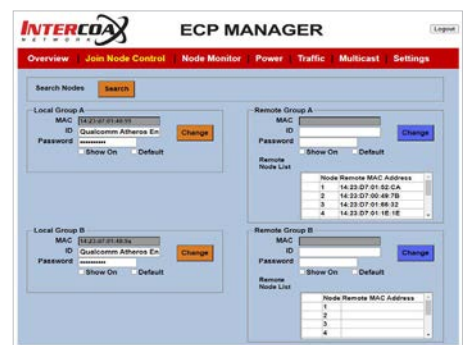 INTERCOAX
NETWORK
ECP MANAGER
Logout
Overview Join Node Control Node Monitor Power Traffic Multicast Settings
Search Nodes Search
Local Group A
MAC
ID Qualcomm Atheros En
Password ••••••••••
Change
Show On Default
Remote Group A
MAC
ID
Password
Change
Show On Default
Remote
Node List
Node Remote MAC Address
1 14:23:D7:01:52:CA
2 14:23:D7:00:49:7B
3 14:23:D7:01:66:32
4 14:23:D7:01:1E:1E
Local Group B
MAC
ID Qualcomm Atheros En
Password ••••••••••
Change
Show On Default
Remote Group B
MAC
ID
Password
Change
Show On Default
Remote
Node List
Node Remote MAC Address
1
2
3
4